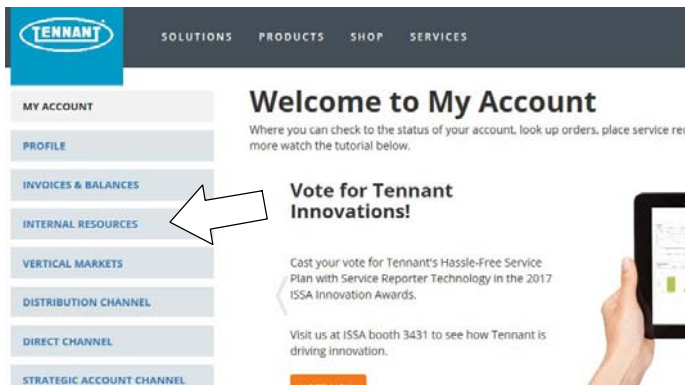 TENNANT
SOLUTIONS PRODUCTS SHOP SERVICES
MY ACCOUNT
PROFILE
INVOICES & BALANCES
INTERNAL RESOURCES
VERTICAL MARKETS
DISTRIBUTION CHANNEL
DIRECT CHANNEL
STRATEGIC ACCOUNT CHANNEL
Welcome to My Account
Where you can check to the status of your account, look up orders, place service
more watch the tutorial below.
Vote for Tennant
Innovations!
Cast your vote for Tennant's Hassle-Free Service
Plan with Service Reporter Technology in the 2017
ISSA Innovation Awards.
Visit us at ISSA booth 3431 to see how Tennant is
driving innovation.